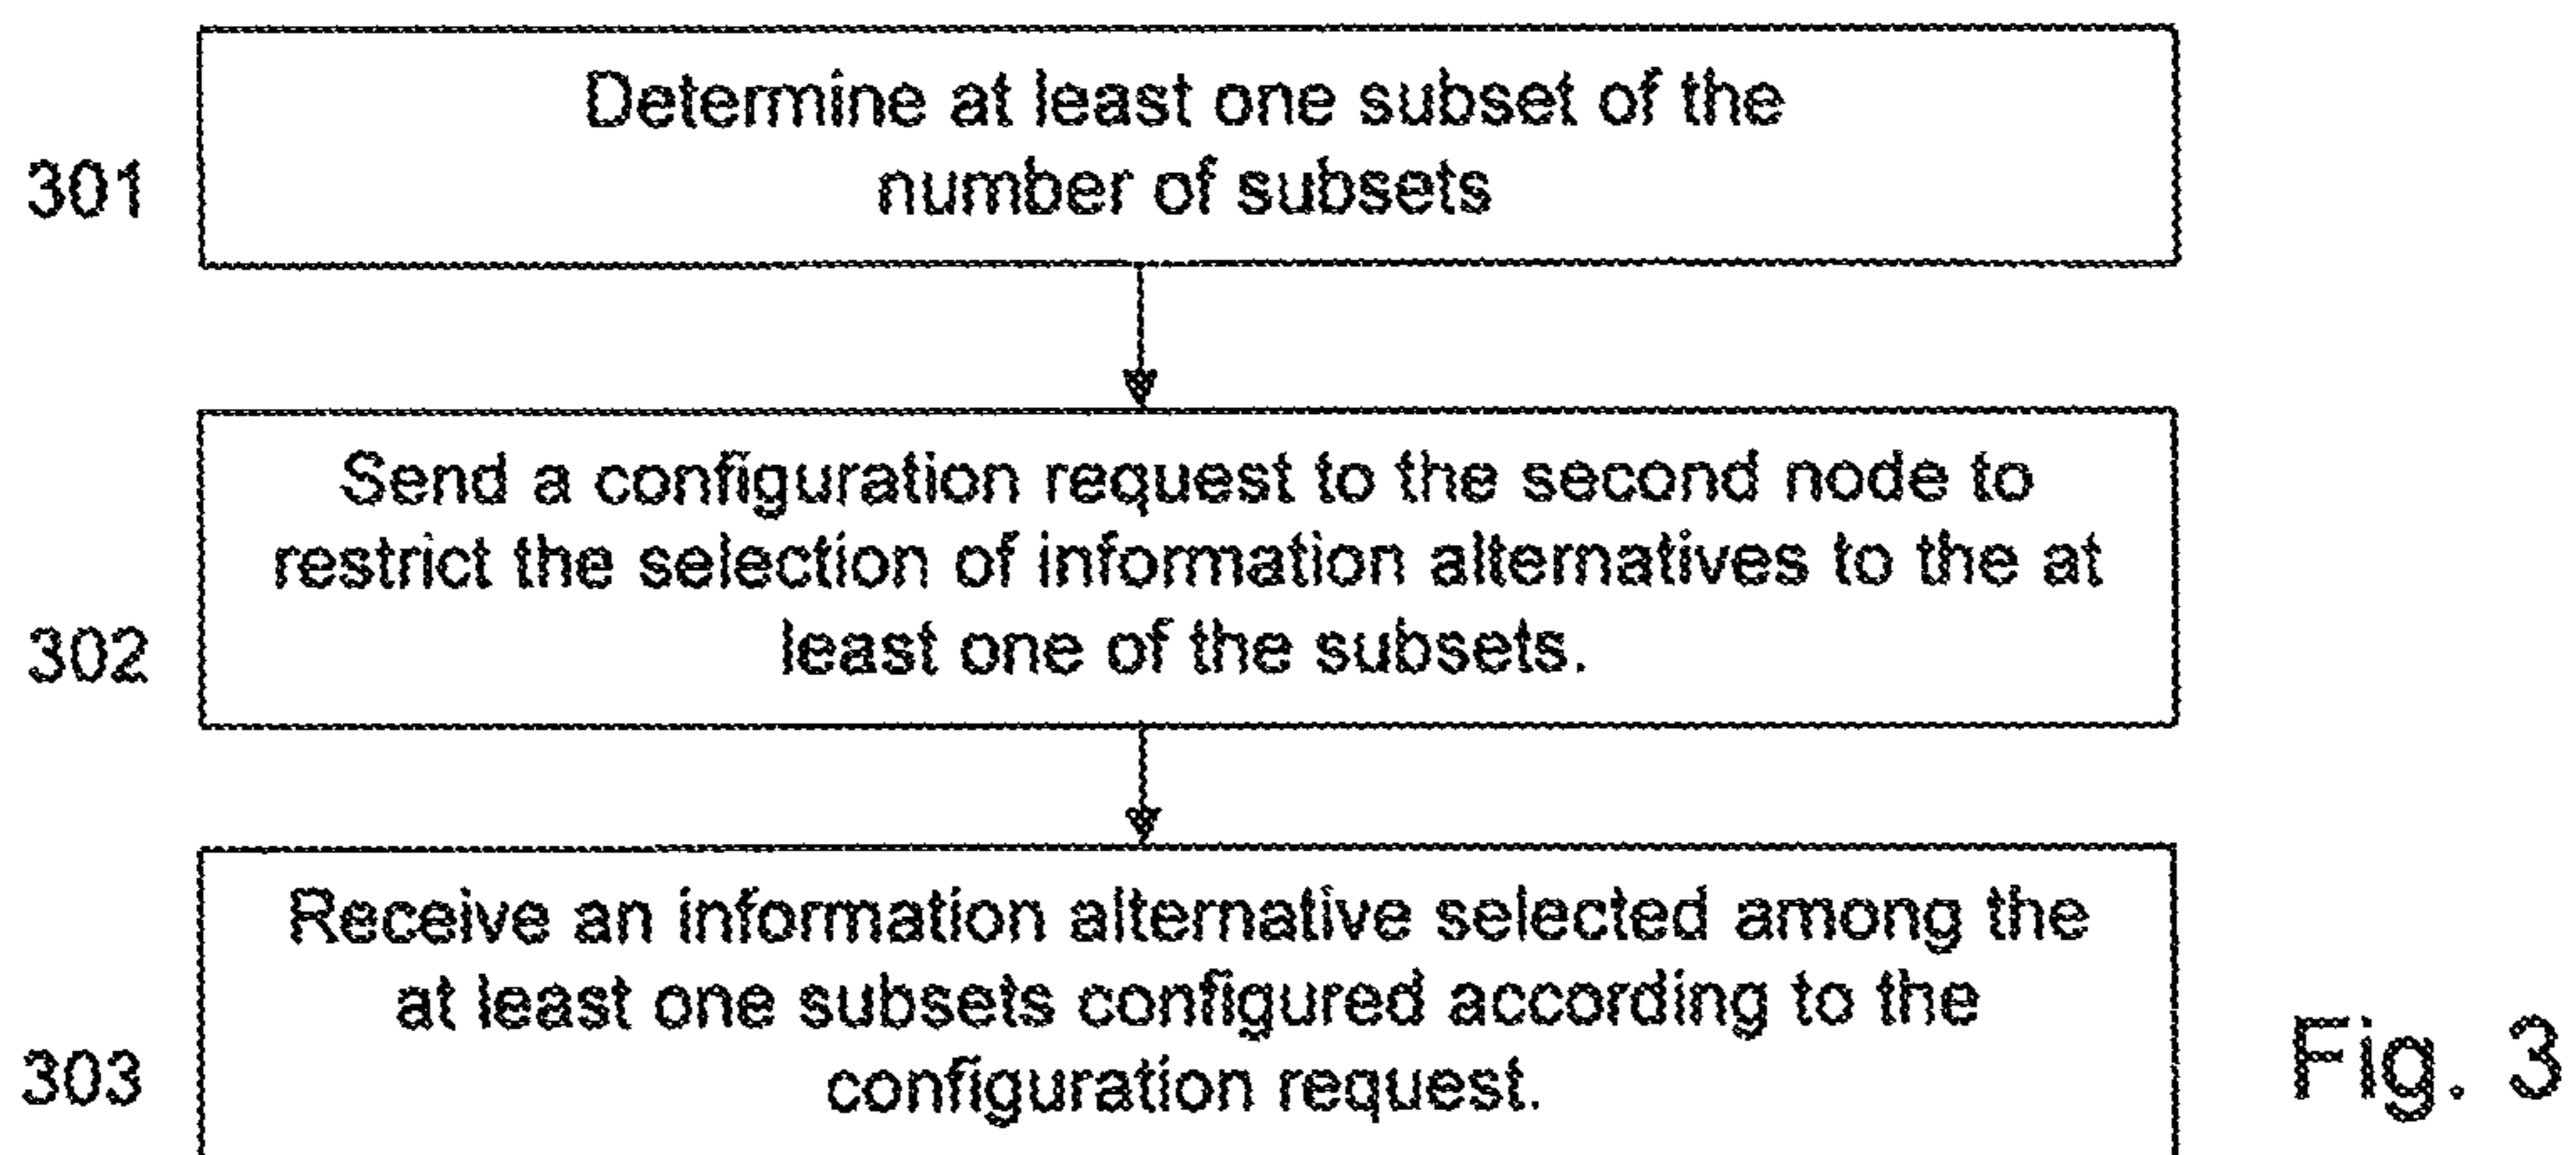 Determine at least one subset of the
301
number of subsets
Send a configuration request to the second node to
restrict the selection of information alternatives to the at
302
least one of the subsets.
Receive an information alternative selected among the
at least one subsets configured according to the
303
configuration request.
Fig. 3